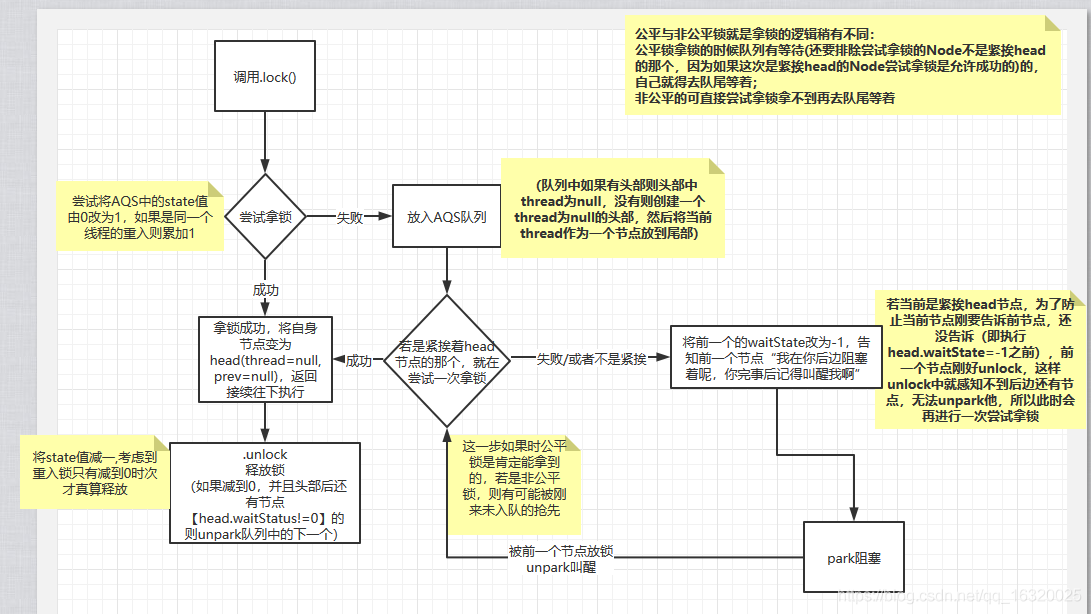 公平与非公平锁就是拿锁的逻辑稍有不同：
公平锁拿锁的时候队列有等待(还要排除尝试拿锁的Node不是紧挨head
的那个，因为如果这次是紧挨head的Node尝试拿锁是允许成功的)的，
自己就得去队尾等着；
非公平的可直接尝试拿锁拿不到再去队尾等着
调用.lock()
尝试将AQS中的state值
由0改为1，如果是同一个
线程的重入则累加1
尝试拿锁
失败
放入AQS队列
（队列中如果有头部则头部中
thread为null，没有则创建一个
thread为null的头部，然后将当前
thread作为一个节点放到尾部）
成功
拿锁成功，将自身
节点变为
head(thread=null,
prev=null)，返回
接续往下执行
成功
若是紧挨着head
节点的那个，就在
尝试一次拿锁
失败/或者不是紧挨
将前一个的waitState改为-1，告
知前一个节点“我在你后边阻塞
着呢，你完事后记得叫醒我啊”
若当前是紧挨head节点，为了防
止当前节点刚要告诉前节点，还
没告诉（即执行
head.waitState=-1之前），前
一个节点刚好unlock，这样
unlock中就感知不到后边还有节
点，无法unpark他，所以此时会
再进行一次尝试拿锁
将state值减一,考虑到
重入锁只有减到0时次
才真算释放
.unlock
释放锁
（如果减到0，并且头部后还
有节点
【head.waitStatus!=0】的
则unpark队列中的下一个）
这一步如果时公平
锁是肯定能拿到
的，若是非公平
锁，则有可能被刚
来未入队的抢先
被前一个节点放锁
unpark叫醒
park阻塞
https://blog.csdn.net/qq_16320025